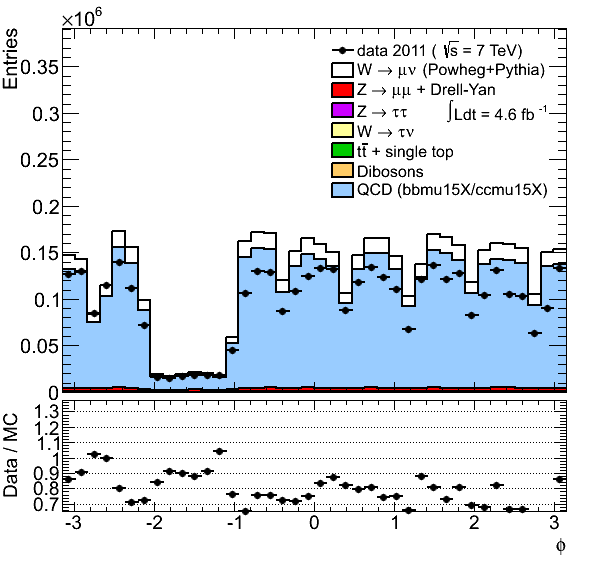 ×10⁶
Entries
0.35
0.3
0.25
0.2
0.15
0.1
0.05
0
data 2011 ( √s = 7 TeV)
W → μν (Powheg+Pythia)
Z → μμ + Drell-Yan
Z → ττ
∫Ldt = 4.6 fb⁻¹
W → τν
tt̄ + single top
Dibosons
QCD (bbmu15X/ccmu15X)
Data / MC
1.3
1.2
1.1
1
0.9
0.8
0.7
-3 -2 -1 0 1 2 3
ϕ